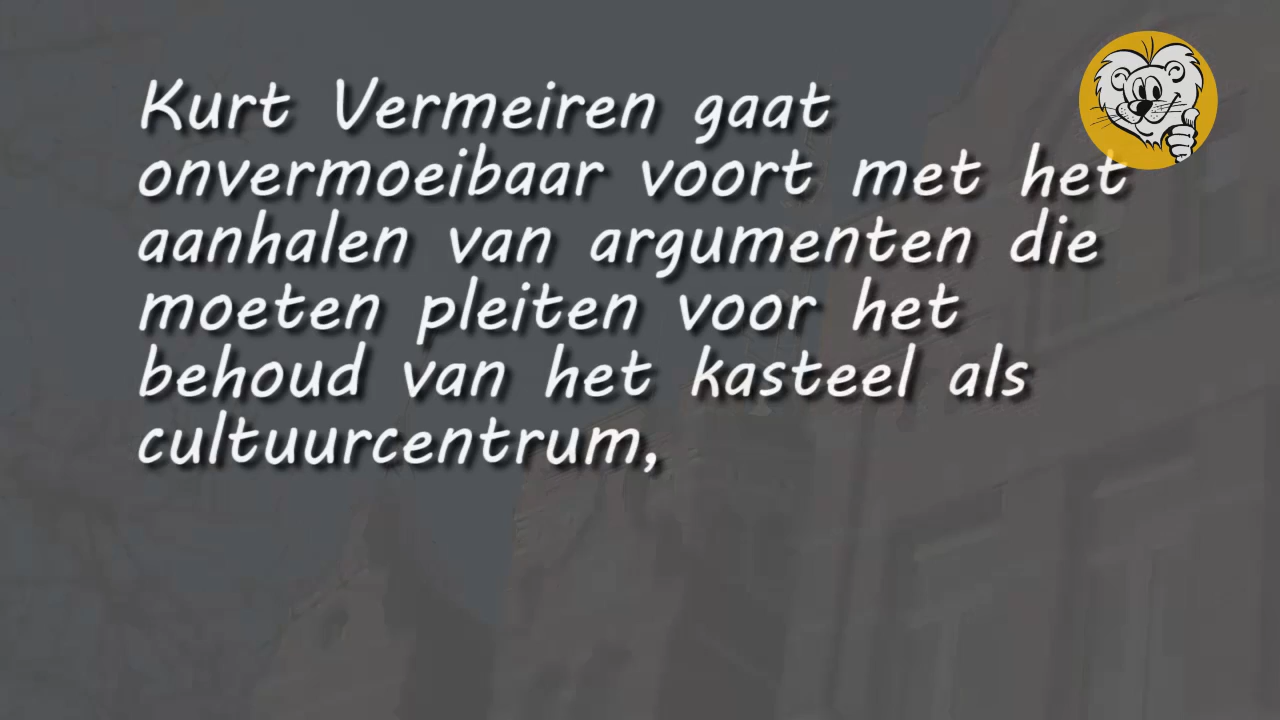 Kurt Vermeiren gaat
onvermoeibaar voort met het
aanhalen van argumenten die
moeten pleiten voor het
behoud van het kasteel als
cultuurcentrum,